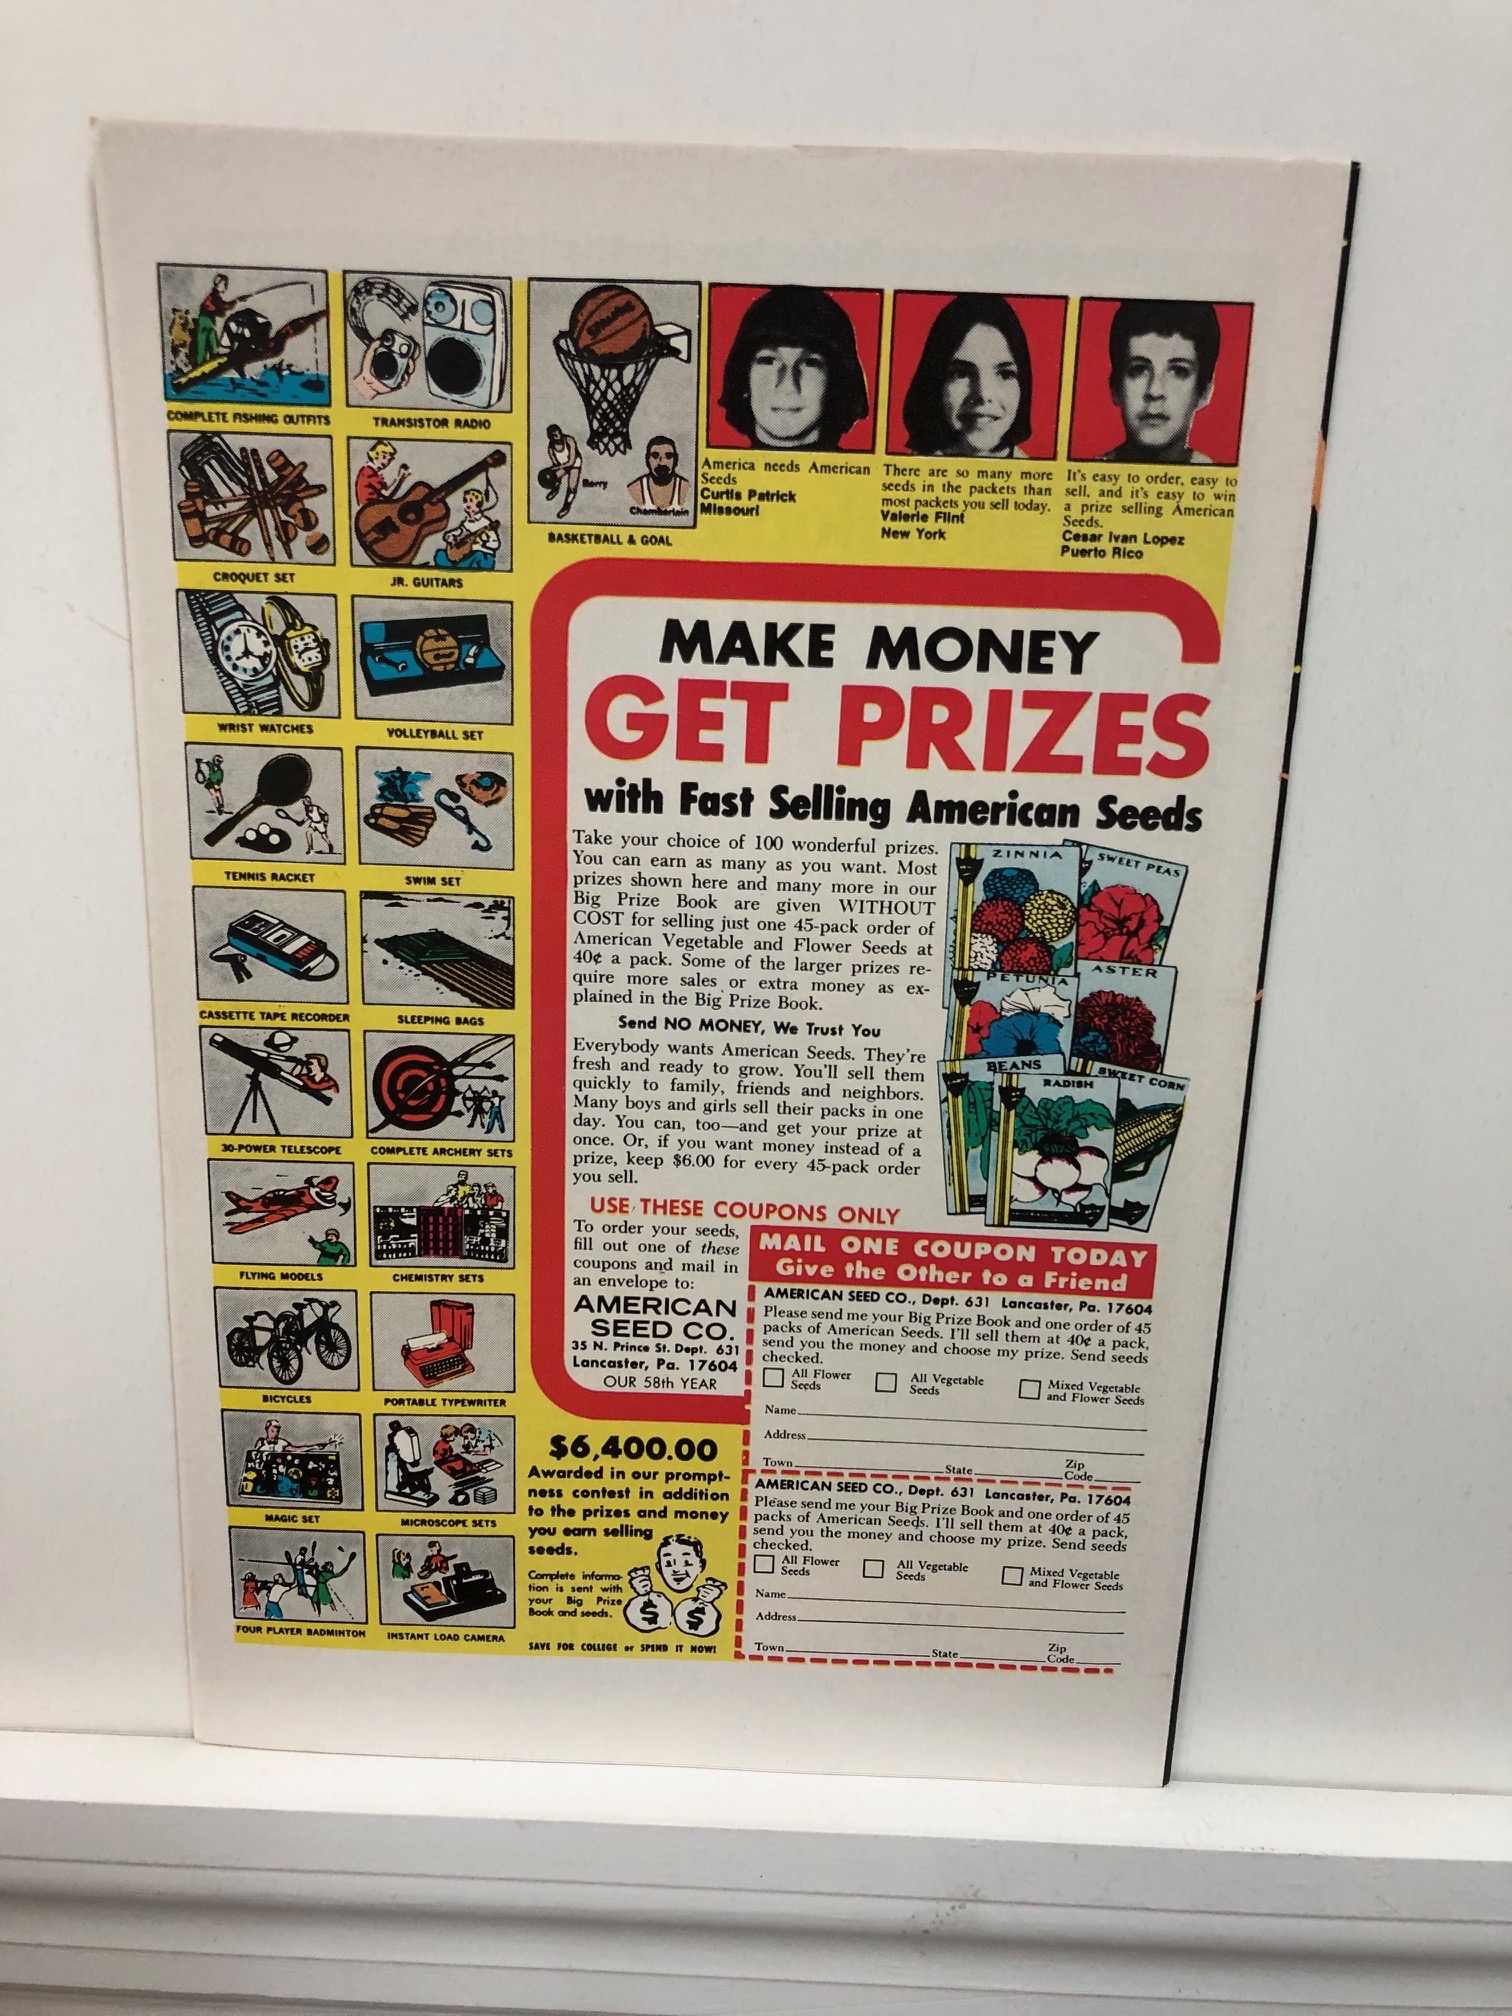 COMPLETE FISHING OUTFITS
TRANSISTOR RADIO
CROQUET SET
JR. GUITARS
WRIST WATCHES
VOLLEYBALL SET
TENNIS RACKET
SWIM SET
CASSETTE TAPE RECORDER
SLEEPING BAGS
30-POWER TELESCOPE
COMPLETE ARCHERY SETS
FLYING MODELS
CHEMISTRY SETS
BICYCLES
PORTABLE TYPEWRITER
MAGIC SET
MICROSCOPE SETS
FOUR PLAYER BADMINTON
INSTANT LOAD CAMERA
Barry
Chamberlain
BASKETBALL & GOAL
America needs American
Seeds
Curtis Patrick
Missouri
There are so many more
seeds in the packets than
most packets you sell today.
Valerie Flint
New York
It's easy to order, easy to
sell, and it's easy to win
a prize selling American
Seeds.
Cesar Ivan Lopez
Puerto Rico
MAKE MONEY
GET PRIZES
with Fast Selling American Seeds
Take your choice of 100 wonderful prizes.
You can earn as many as you want. Most
prizes shown here and many more in our
Big Prize Book are given WITHOUT
COST for selling just one 45-pack order of
American Vegetable and Flower Seeds at
40¢ a pack. Some of the larger prizes re-
quire more sales or extra money as ex-
plained in the Big Prize Book.
Send NO MONEY, We Trust You
Everybody wants American Seeds. They're
fresh and ready to grow. You'll sell them
quickly to family, friends and neighbors.
Many boys and girls sell their packs in one
day. You can, too—and get your prize at
once. Or, if you want money instead of a
prize, keep $6.00 for every 45-pack order
you sell.
ZINNIA
SWEET PEAS
PETUNIA
ASTER
BEANS
RADISH
SWEET CORN
USE THESE COUPONS ONLY
To order your seeds,
fill out one of these
coupons and mail in
an envelope to:
AMERICAN
SEED CO.
35 N. Prince St. Dept. 631
Lancaster, Pa. 17604
OUR 58th YEAR
MAIL ONE COUPON TODAY
Give the Other to a Friend
AMERICAN SEED CO., Dept. 631 Lancaster, Pa. 17604
Please send me your Big Prize Book and one order of 45
packs of American Seeds. I'll sell them at 40¢ a pack,
send you the money and choose my prize. Send seeds
checked.
All Flower Seeds
All Vegetable Seeds
Mixed Vegetable and Flower Seeds
Name
Address
Town State Zip Code
AMERICAN SEED CO., Dept. 631 Lancaster, Pa. 17604
Please send me your Big Prize Book and one order of 45
packs of American Seeds. I'll sell them at 40¢ a pack,
send you the money and choose my prize. Send seeds
checked.
All Flower Seeds
All Vegetable Seeds
Mixed Vegetable and Flower Seeds
Name
Address
Town State Zip Code
$6,400.00
Awarded in our prompt-
ness contest in addition
to the prizes and money
you earn selling
seeds.
Complete informa-
tion is sent with
your Big Prize
Book and seeds.
$ $
SAVE FOR COLLEGE or SPEND IT NOW!